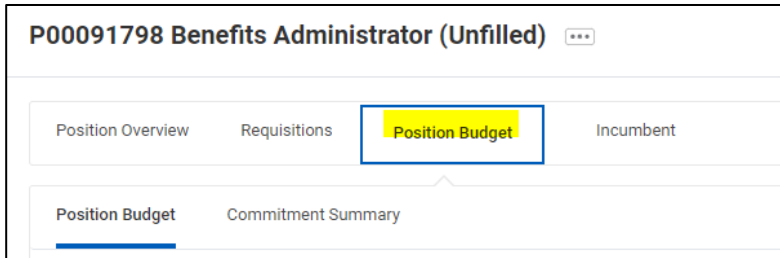 P00091798 Benefits Administrator (Unfilled)
Position Overview Requisitions Position Budget Incumbent
Position Budget Commitment Summary